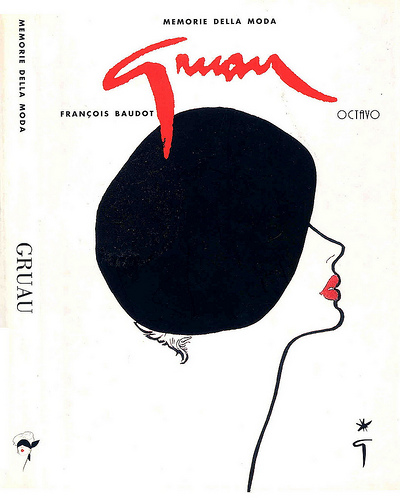 MEMORIE DELLA MODA
Gruau
FRANÇOIS BAUDOT
OCTAVO
MEMORIE DELLA MODA
GRUAU
* G